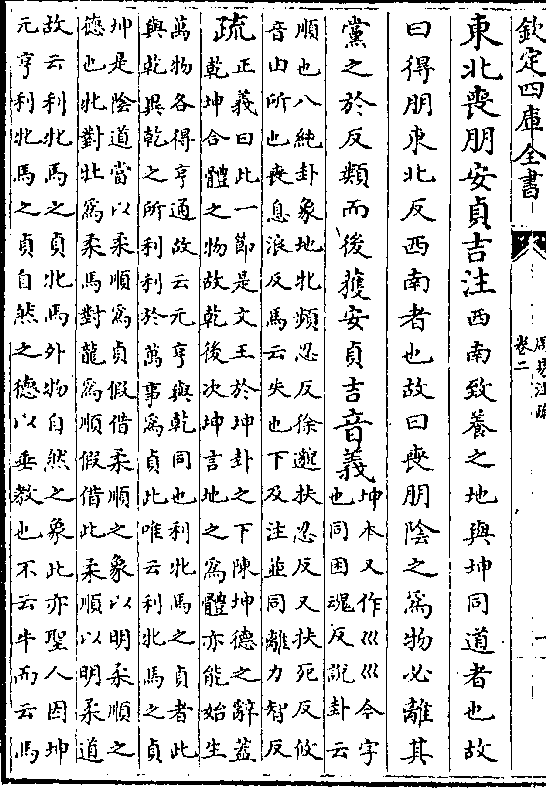 欽定四庫全書
周易注疏
卷二
一
東北喪朋安貞吉注西南致養之地與坤同道者也故
曰得朋東北反西南者也故曰喪朋陰之爲物必離其
黨之於反類而後獲安貞吉音義
坤本又作巛巛今字
也同困魂反說卦云
順也八純卦象地牝頻忍反徐邈扶忍反又扶死反攸
音由所也喪息浪反馬云失也下及注並同離力智反
疏
正義曰此一節是文王於坤卦之下陳坤德之辭蓋
乾坤合體之物故乾後次坤言地之爲體亦能始生
萬物各得亨通故云元亨與乾同也利牝馬之貞者此
與乾異乾之所利利於萬事爲貞此唯云利牝馬之貞
坤是陰道當以柔順爲貞假借柔順之象以明柔順之
德也牝對牡爲柔馬對龍爲順假借此柔順以明柔道
故云利牝馬之貞牝馬外物自然之象此亦聖人因坤
元亨利牝馬之貞自然之德以垂教也不云牛而云馬